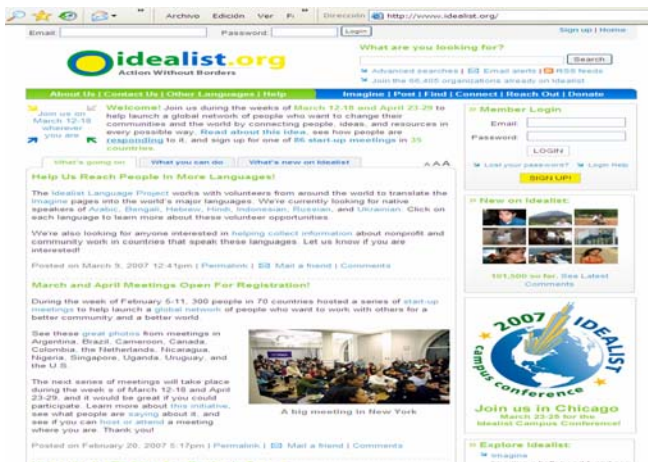 Archivo Edición Ver Dirección http://www.idealist.org/
Email: Password: Login Sign up | Home
idealist.org
Action Without Borders
What are you looking for?
Search
Advanced searches | Email alerts | RSS feeds
Join the 66,405 organizations already on Idealist
About Us | Contact Us | Other Languages | Help
Imagine | Post | Find | Connect | Reach Out | Donate
Join us on
March 12-18
wherever
you are
Welcome! Join us during the weeks of March 12-18 and April 23-29 to
help launch a global network of people who want to change their
communities and the world by connecting people, ideas, and resources in
every possible way. Read about this idea, see how people are
responding to it, and sign up for one of 86 start-up meetings in 35
countries.
What's going on What you can do What's new on Idealist A A A
Help Us Reach People In More Languages!
The Idealist Language Project works with volunteers from around the world to translate the
Imagine pages into the world's major languages. We're currently looking for native
speakers of Arabic, Bengali, Hebrew, Hindi, Indonesian, Russian, and Ukrainian. Click on
each language to learn more about these volunteer opportunities.
We're also looking for anyone interested in helping collect information about nonprofit and
community work in countries that speak these languages. Let us know if you are
interested!
Posted on March 9, 2007 12:41pm | Permalink | Mail a friend | Comments
March and April Meetings Open For Registration!
During the week of February 5-11, 300 people in 70 countries hosted a series of start-up
meetings to help launch a global network of people who want to work with others for a
better community and a better world.
See these great photos from meetings in
Argentina, Brazil, Cameroon, Canada,
Colombia, the Netherlands, Nicaragua,
Nigeria, Singapore, Uganda, Uruguay, and
the U.S.
The next series of meetings will take place
during the week s of March 12-18 and April
23-29, and it would be great if you could
participate. Learn more about this initiative,
see what people are saying about it, and
see if you can host or attend a meeting
where you are. Thank you!
A big meeting in New York
Posted on February 20, 2007 5:17pm | Permalink | Mail a friend | Comments
Member Login
Email:
Password:
LOGIN
Lost your password? Login Help
SIGN UP!
New on Idealist:
101,500 so far. See Latest
Comments
2007 IDEALIST
campus conference
Join us in Chicago
March 23-25 for the
Idealist Campus Conference!
Explore Idealist:
Imagine